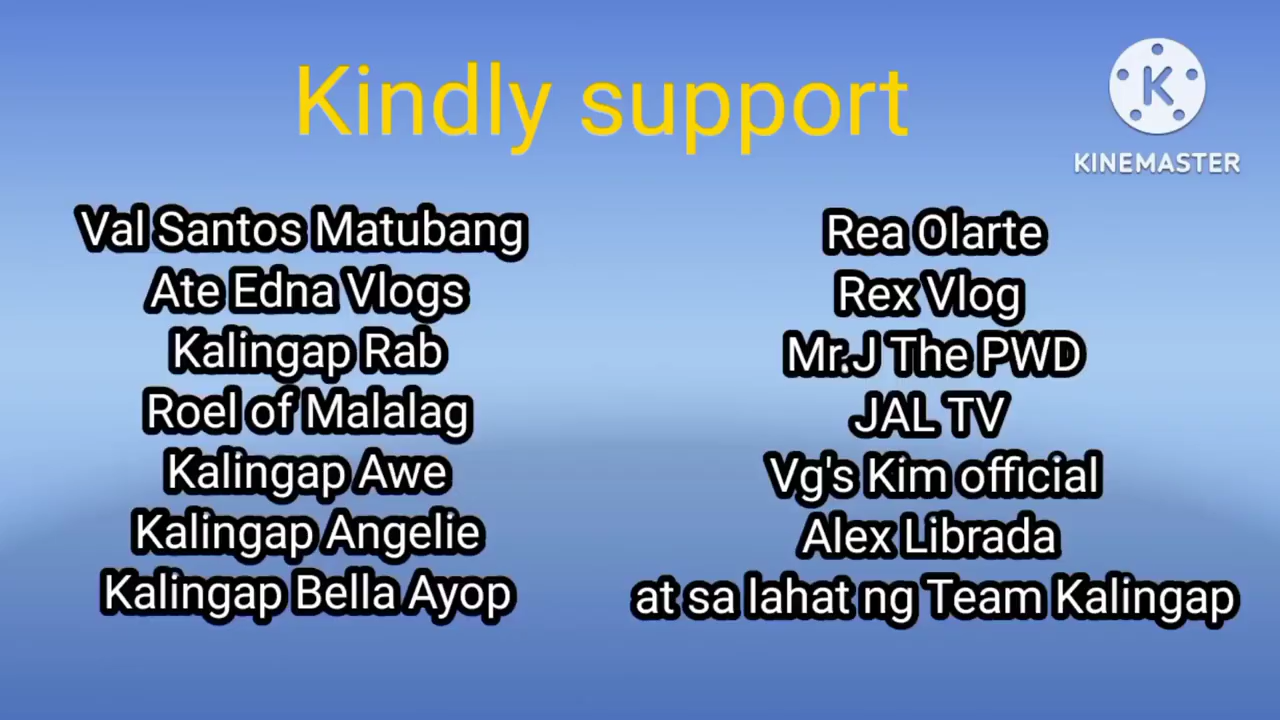 Kindly support
K
KINEMASTER
Val Santos Matubang
Ate Edna Vlogs
Kalingap Rab
Roel of Malalag
Kalingap Awe
Kalingap Angelie
Kalingap Bella Ayop
Rea Olarte
Rex Vlog
Mr.J The PWD
JAL TV
Vg's Kim official
Alex Librada
at sa lahat ng Team Kalingap